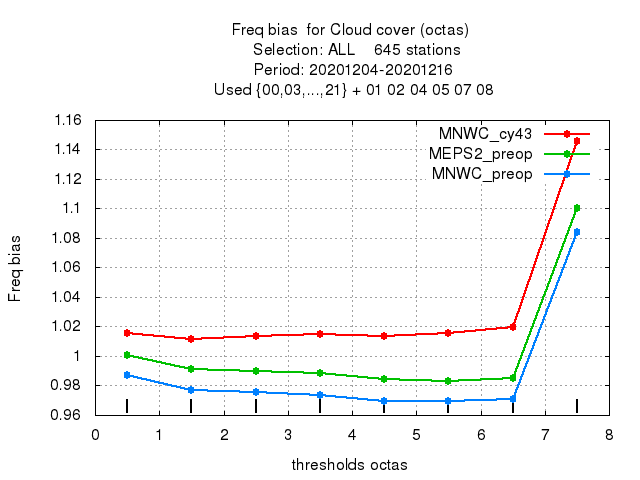 Freq bias  for Cloud cover (octas)
Selection: ALL    645 stations
Period: 20201204-20201216
Used {00,03,...,21} + 01 02 04 05 07 08
1.16
1.14
1.12
1.1
1.08
1.06
1.04
1.02
1
0.98
0.96
Freq bias
MNWC_cy43
MEPS2_preop
MNWC_preop
0 1 2 3 4 5 6 7 8
thresholds octas